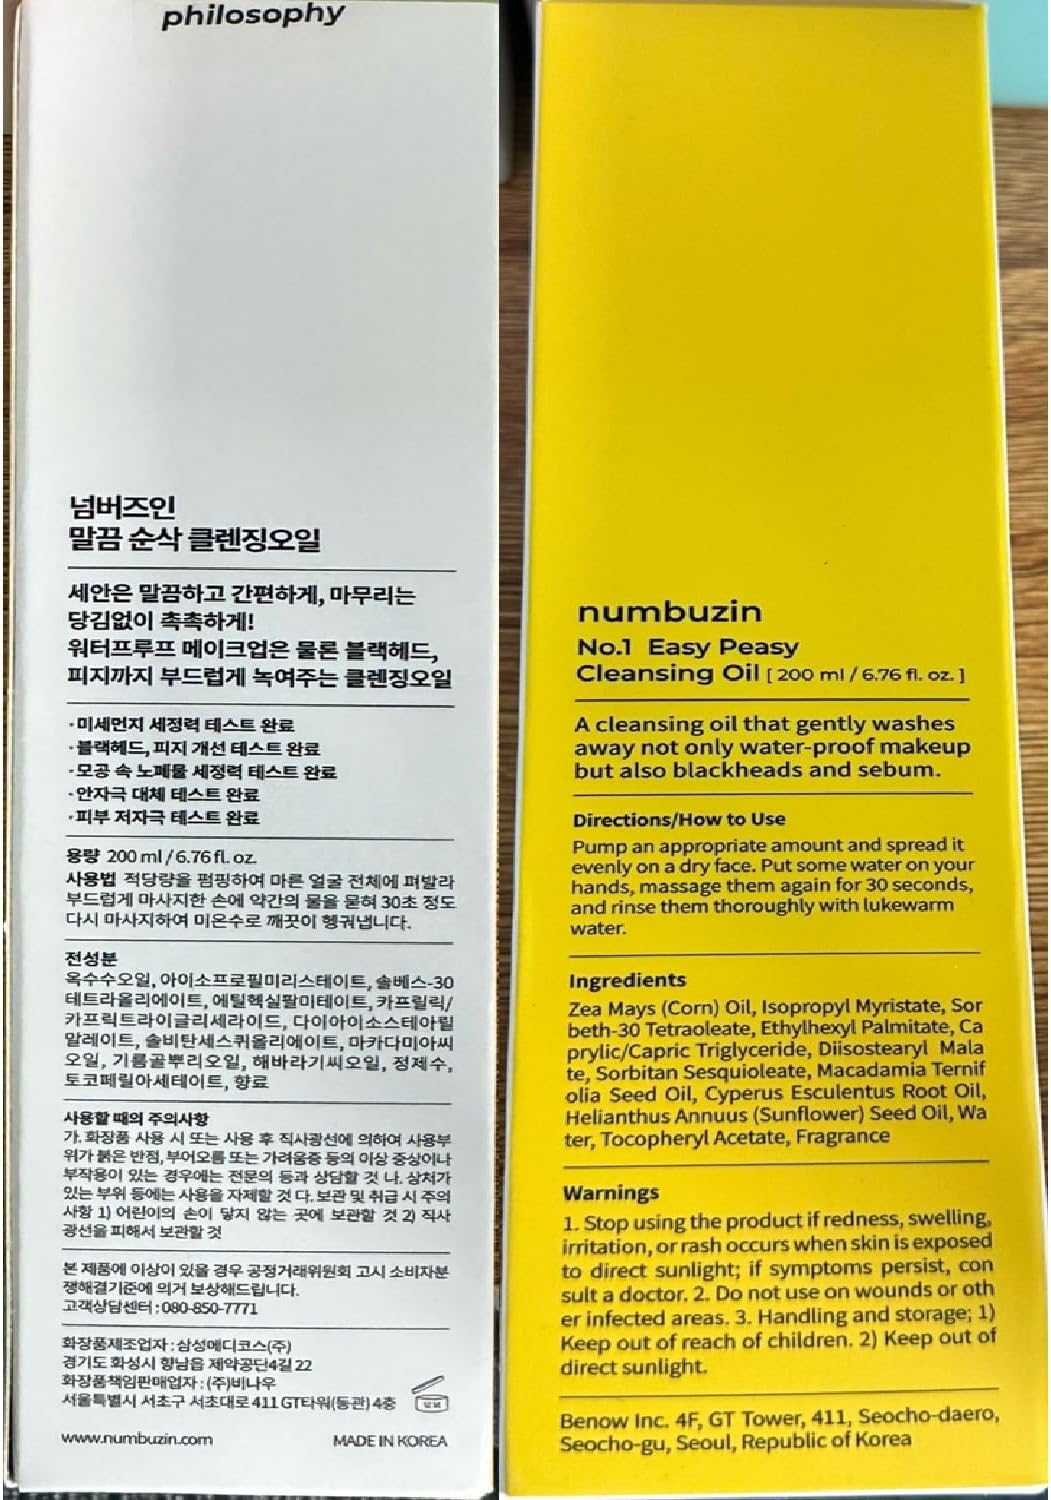 philosophy
넘버즈인
말끔 순삭 클렌징오일
세안은 말끔하고 간편하게, 마무리는
당김없이 촉촉하게!
워터프루프 메이크업은 물론 블랙헤드,
피지까지 부드럽게 녹여주는 클렌징오일
·미세먼지 세정력 테스트 완료
·블랙헤드, 피지 개선 테스트 완료
·모공 속 노폐물 세정력 테스트 완료
·안자극 대체 테스트 완료
·피부 저자극 테스트 완료
용량 200 ml / 6.76 fl. oz.
사용법 적당량을 펌핑하여 마른 얼굴 전체에 펴발라
부드럽게 마사지한 손에 약간의 물을 묻혀 30초 정도
다시 마사지하여 미온수로 깨끗이 헹궈냅니다.
전성분
옥수수오일, 아이소프로필미리스테이트, 솔베스-30
테트라올리에이트, 에틸헥실팔미테이트, 카프릴릭/
카프릭트라이글리세라이드, 다이아이소스테아릴
말레이트, 솔비탄세스퀴올리에이트, 마카다미아씨
오일, 기름골뿌리오일, 해바라기씨오일, 정제수,
토코페릴아세테이트, 향료
사용할 때의 주의사항
가. 화장품 사용 시 또는 사용 후 직사광선에 의하여 사용부
위가 붉은 반점, 부어오름 또는 가려움증 등의 이상 증상이나
부작용이 있는 경우에는 전문의 등과 상담할 것 나. 상처가
있는 부위 등에는 사용을 자제할 것 다. 보관 및 취급 시 주의
사항 1) 어린이의 손이 닿지 않는 곳에 보관할 것 2) 직사
광선을 피해서 보관할 것
본 제품에 이상이 있을 경우 공정거래위원회 고시 소비자분
쟁해결기준에 의거 보상해드립니다.
고객상담센터 : 080-850-7771
화장품제조업자 : 삼성메디코스(주)
경기도 화성시 향남읍 제약공단4길 22
화장품책임판매업자 : (주)비나우
서울특별시 서초구 서초대로 411 GT타워(동관) 4층
www.numbuzin.com MADE IN KOREA
numbuzin
No.1 Easy Peasy
Cleansing Oil [ 200 ml / 6.76 fl. oz. ]
A cleansing oil that gently washes
away not only water-proof makeup
but also blackheads and sebum.
Directions/How to Use
Pump an appropriate amount and spread it
evenly on a dry face. Put some water on your
hands, massage them again for 30 seconds,
and rinse them thoroughly with lukewarm
water.
Ingredients
Zea Mays (Corn) Oil, Isopropyl Myristate, Sor
beth-30 Tetraoleate, Ethylhexyl Palmitate, Ca
prylic/Capric Triglyceride, Diisostearyl Mala
te, Sorbitan Sesquioleate, Macadamia Ternif
olia Seed Oil, Cyperus Esculentus Root Oil,
Helianthus Annuus (Sunflower) Seed Oil, Wa
ter, Tocopheryl Acetate, Fragrance
Warnings
1. Stop using the product if redness, swelling,
irritation, or rash occurs when skin is exposed
to direct sunlight; if symptoms persist, con
sult a doctor. 2. Do not use on wounds or oth
er infected areas. 3. Handling and storage; 1)
Keep out of reach of children. 2) Keep out of
direct sunlight.
Benow Inc. 4F, GT Tower, 411, Seocho-daero,
Seocho-gu, Seoul, Republic of Korea